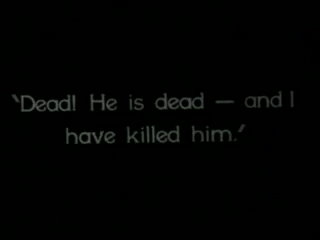 "Dead! He is dead — and I
have killed him."